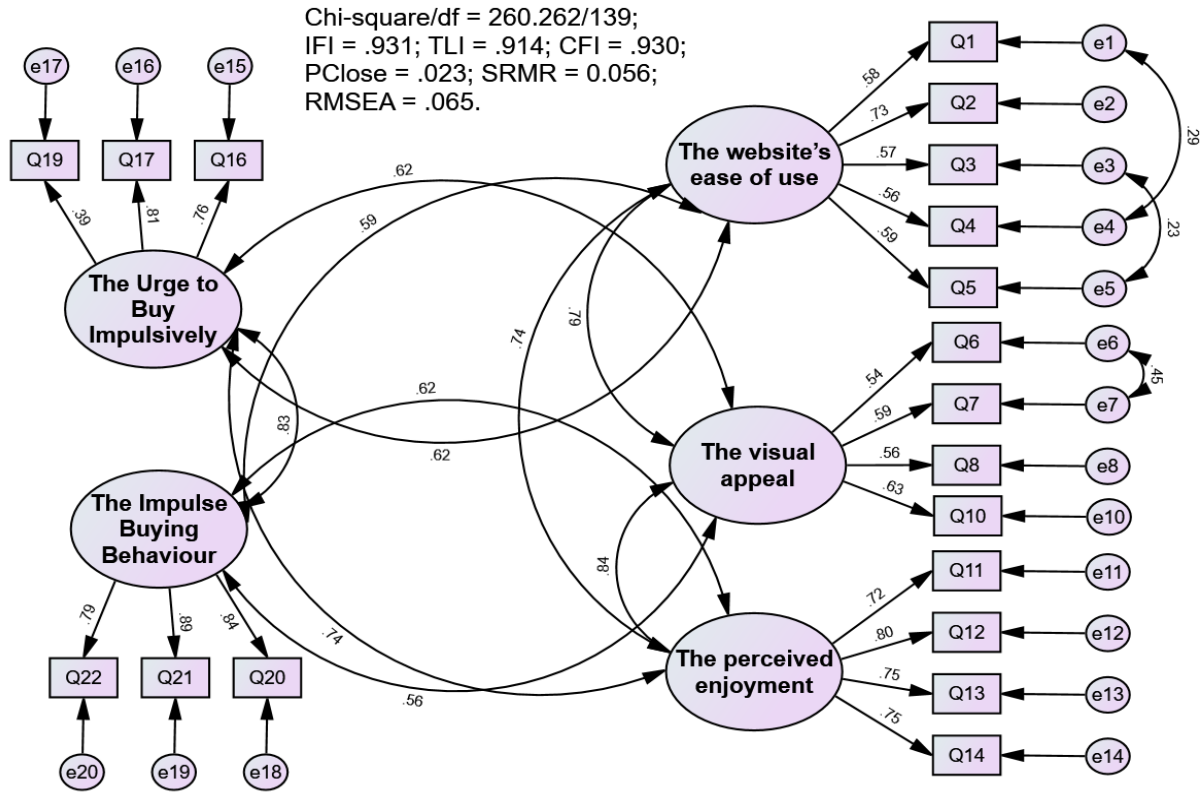 Chi-square/df = 260.262/139;
IFI = .931; TLI = .914; CFI = .930;
PClose = .023; SRMR = 0.056;
RMSEA = .065.
e17
e16
e15
Q19
Q17
Q16
.39
.81
.76
The Urge to
Buy
Impulsively
The Impulse
Buying
Behaviour
.79
.89
.84
Q22
Q21
Q20
e20
e19
e18
.62
.59
.74
.79
.83
.62
.62
.84
.74
.56
The website's
ease of use
.58
.73
.57
.56
.59
Q1
e1
Q2
e2
Q3
e3
Q4
e4
Q5
e5
.29
.23
The visual
appeal
.54
.59
.56
.63
Q6
e6
Q7
e7
Q8
e8
Q10
e10
.45
The perceived
enjoyment
.72
.80
.75
.75
Q11
e11
Q12
e12
Q13
e13
Q14
e14